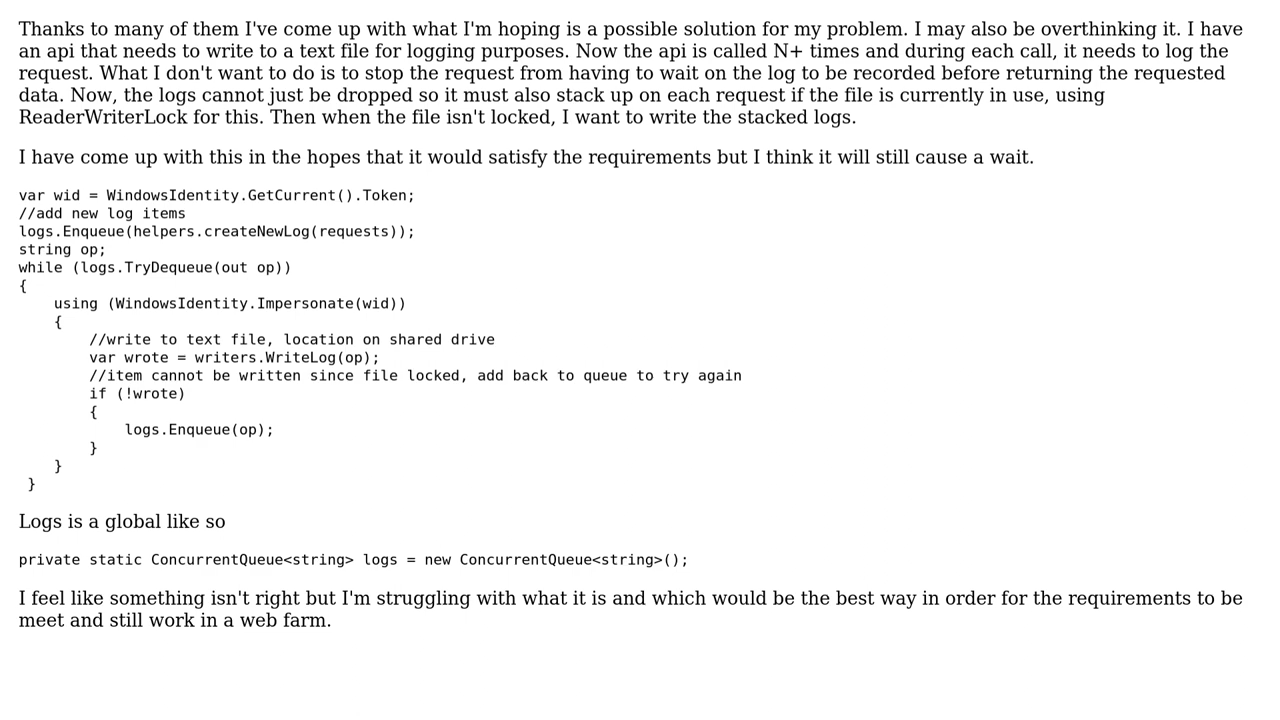 Thanks to many of them I've come up with what I'm hoping is a possible solution for my problem. I may also be overthinking it. I have
an api that needs to write to a text file for logging purposes. Now the api is called N+ times and during each call, it needs to log the
request. What I don't want to do is to stop the request from having to wait on the log to be recorded before returning the requested
data. Now, the logs cannot just be dropped so it must also stack up on each request if the file is currently in use, using
ReaderWriterLock for this. Then when the file isn't locked, I want to write the stacked logs.
I have come up with this in the hopes that it would satisfy the requirements but I think it will still cause a wait.
var wid = WindowsIdentity.GetCurrent().Token;
//add new log items
logs.Enqueue(helpers.createNewLog(requests));
string op;
while (logs.TryDequeue(out op))
{
    using (WindowsIdentity.Impersonate(wid))
    {
        //write to text file, location on shared drive
        var wrote = writers.WriteLog(op);
        //item cannot be written since file locked, add back to queue to try again
        if (!wrote)
        {
            logs.Enqueue(op);
        }
    }
 }
Logs is a global like so
private static ConcurrentQueue<string> logs = new ConcurrentQueue<string>();
I feel like something isn't right but I'm struggling with what it is and which would be the best way in order for the requirements to be
meet and still work in a web farm.